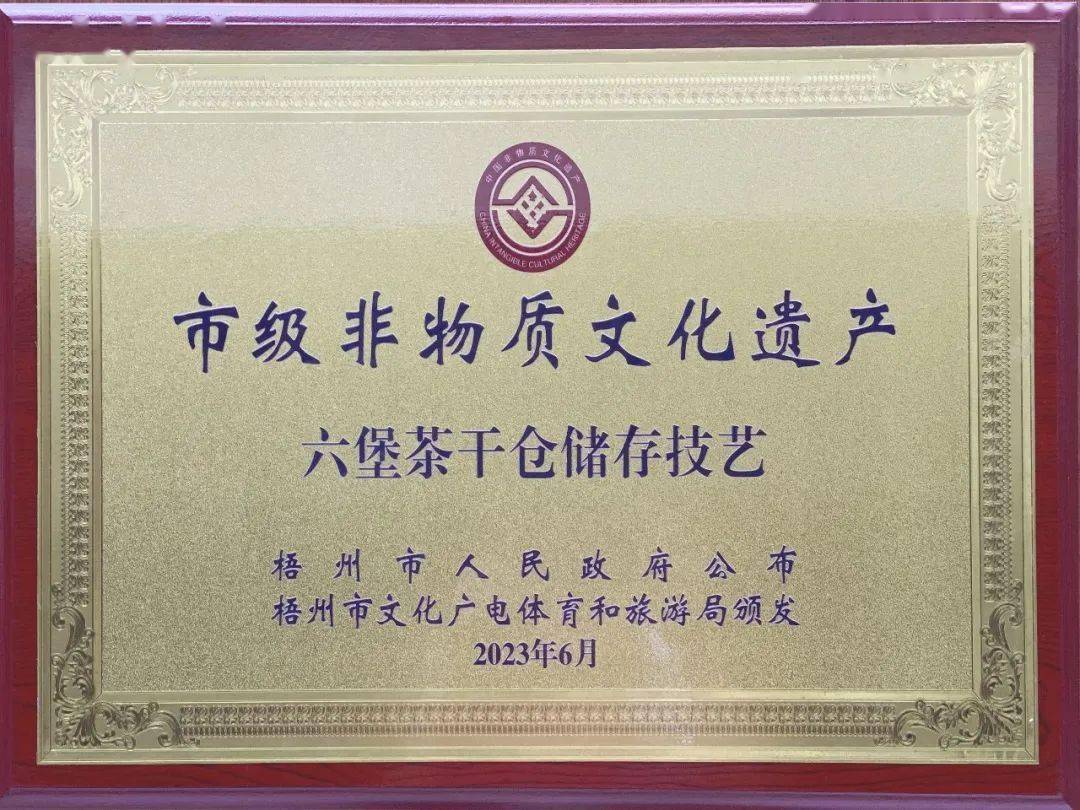 中国非物质文化遗产
CHINA INTANGIBLE CULTURAL HERITAGE
市级非物质文化遗产
六堡茶干仓储存技艺
梧州市人民政府公布
梧州市文化广电体育和旅游局颁发
2023年6月